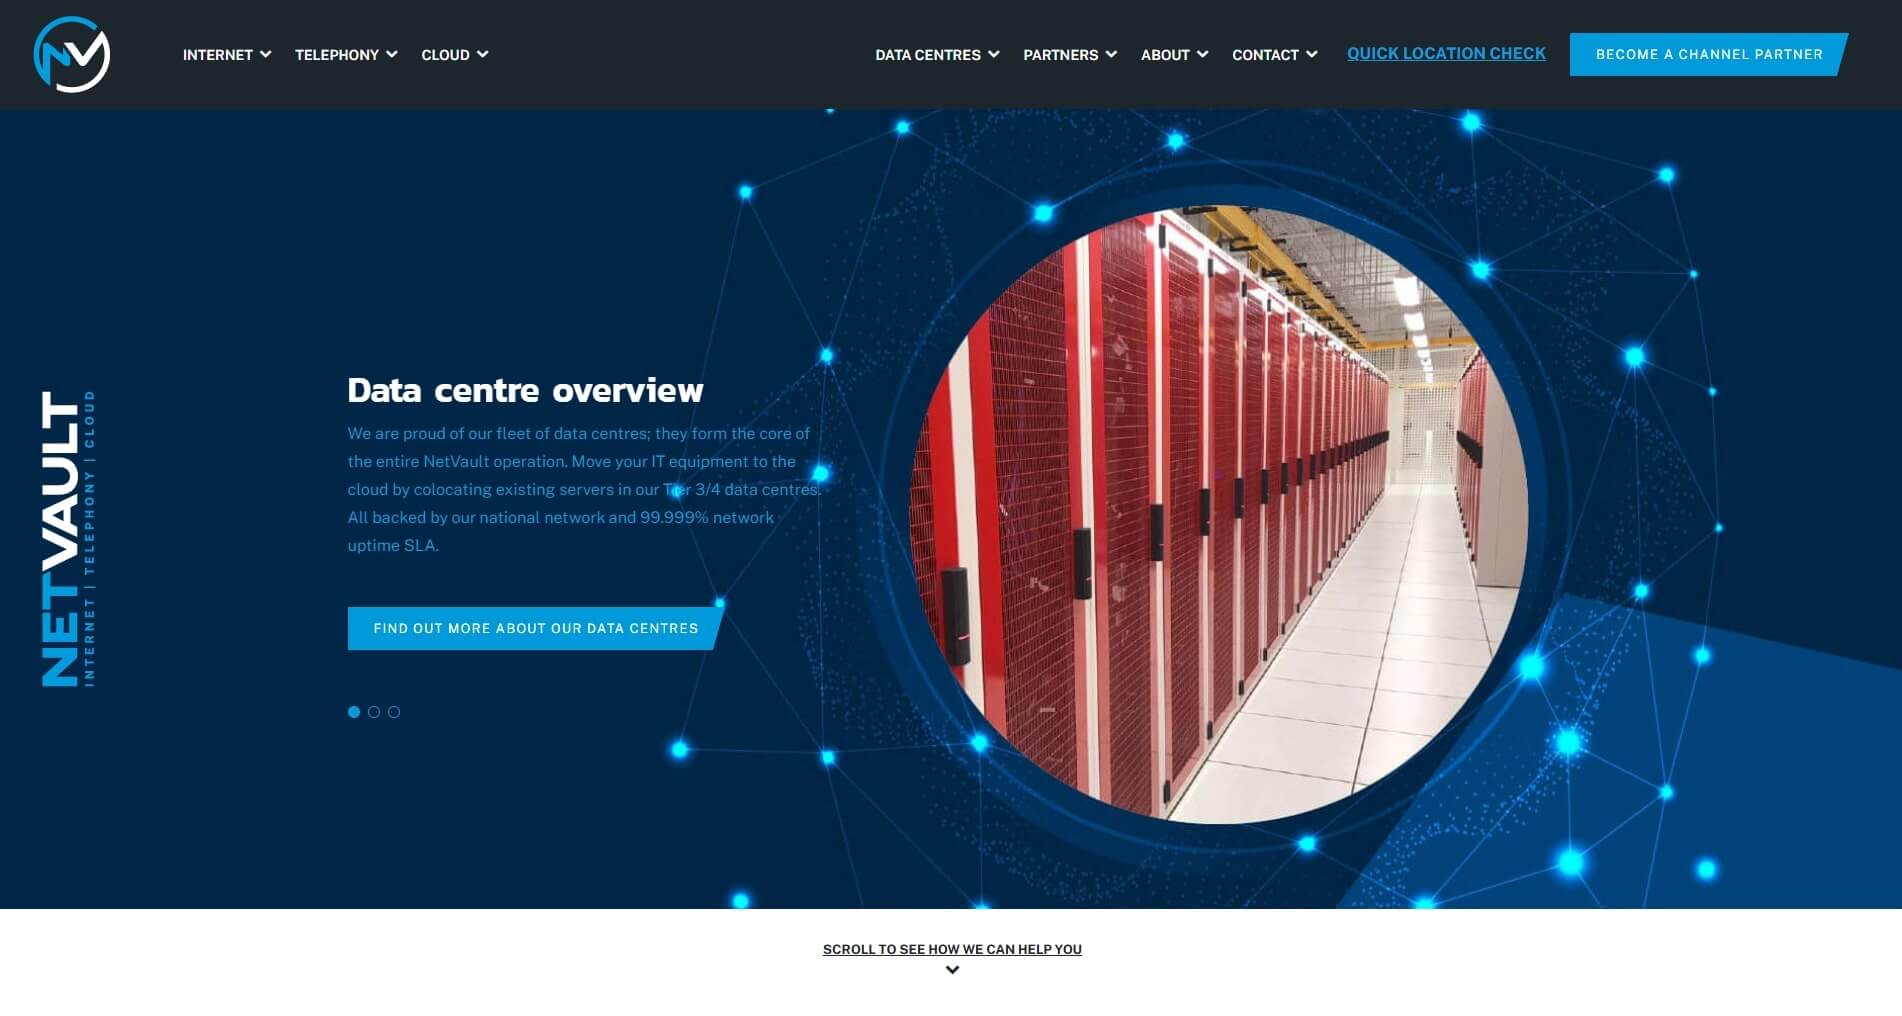 NV
INTERNET
TELEPHONY
CLOUD
DATA CENTRES
PARTNERS
ABOUT
CONTACT
QUICK LOCATION CHECK
BECOME A CHANNEL PARTNER
NETVAULT
INTERNET | TELEPHONY | CLOUD
Data centre overview
We are proud of our fleet of data centres; they form the core of
the entire NetVault operation. Move your IT equipment to the
cloud by colocating existing servers in our Tier 3/4 data centres.
All backed by our national network and 99.999% network
uptime SLA.
FIND OUT MORE ABOUT OUR DATA CENTRES
SCROLL TO SEE HOW WE CAN HELP YOU